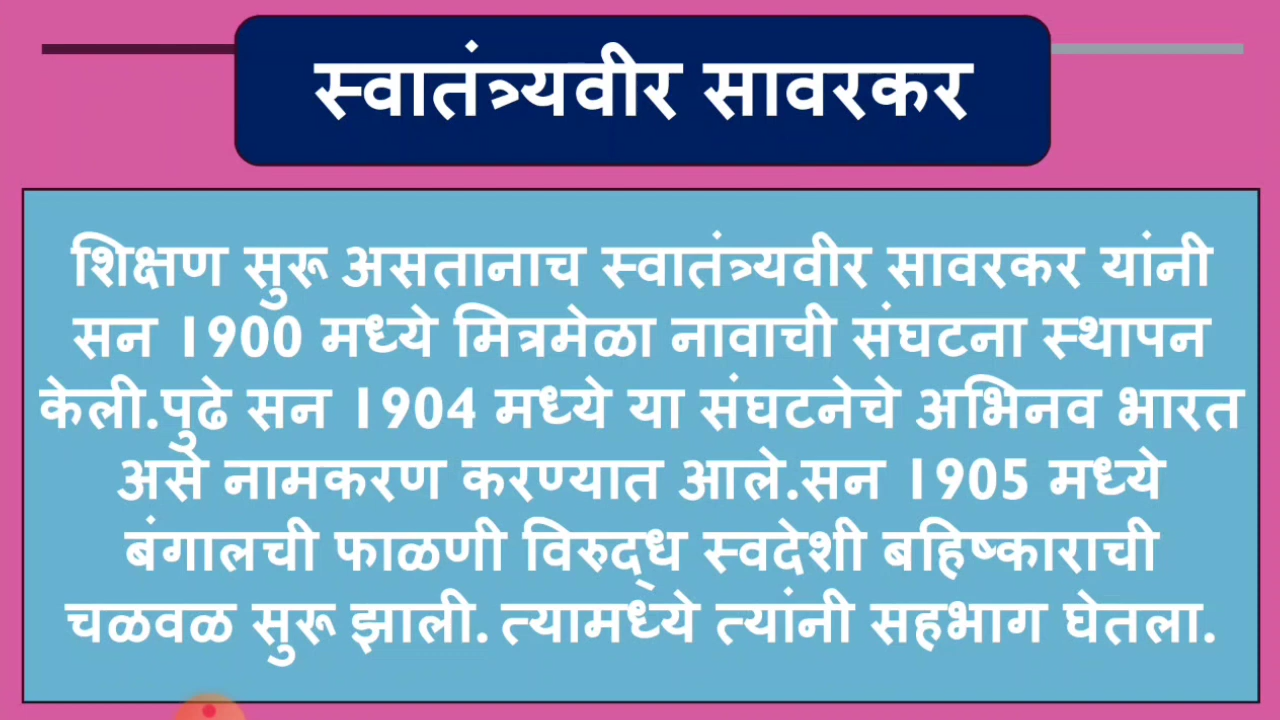 स्वातंत्र्यवीर सावरकर
शिक्षण सुरू असतानाच स्वातंत्र्यवीर सावरकर यांनी
सन 1900 मध्ये मित्रमेळा नावाची संघटना स्थापन
केली.पुढे सन 1904 मध्ये या संघटनेचे अभिनव भारत
असे नामकरण करण्यात आले.सन 1905 मध्ये
बंगालची फाळणी विरुद्ध स्वदेशी बहिष्काराची
चळवळ सुरू झाली. त्यामध्ये त्यांनी सहभाग घेतला.